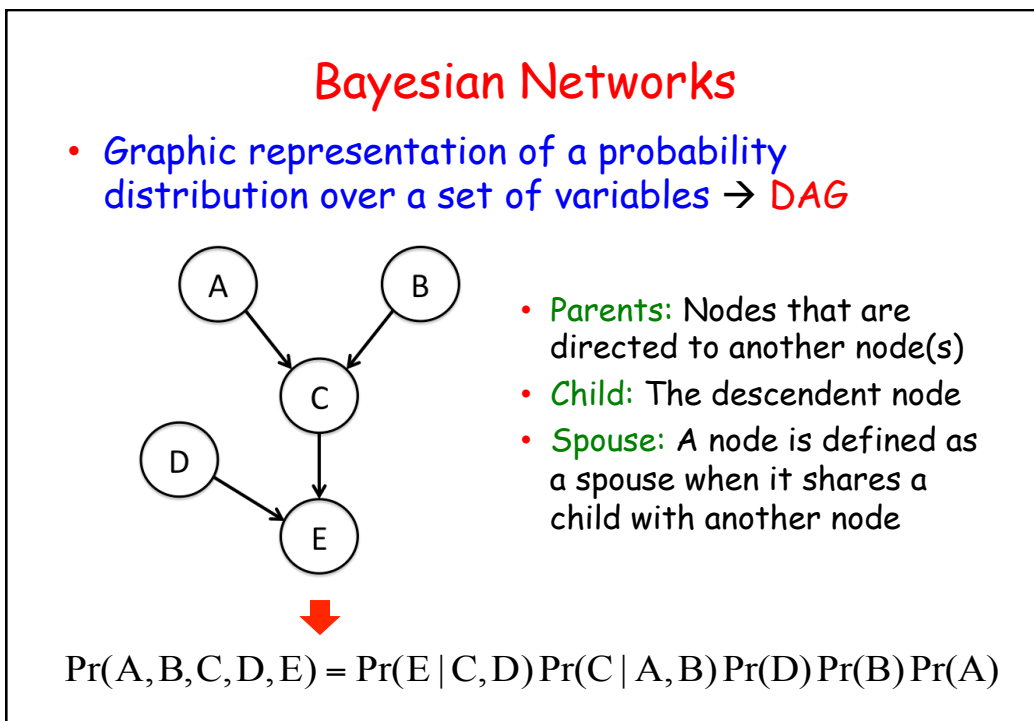 Bayesian Networks
• Graphic representation of a probability
distribution over a set of variables → DAG
A
B
C
D
E
• Parents: Nodes that are
directed to another node(s)
• Child: The descendent node
• Spouse: A node is defined as
a spouse when it shares a
child with another node
Pr(A,B,C,D,E) = Pr(E | C,D) Pr(C | A,B) Pr(D) Pr(B) Pr(A)